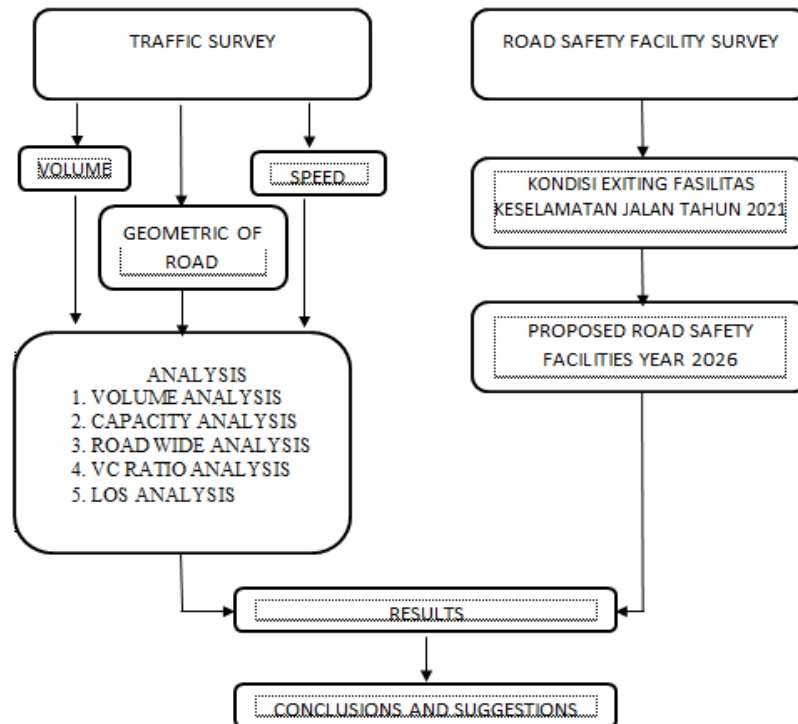 TRAFFIC SURVEY
ROAD SAFETY FACILITY SURVEY
VOLUME
SPEED
GEOMETRIC OF
ROAD
KONDISI EXITING FASILITAS
KESELAMATAN JALAN TAHUN 2021
PROPOSED ROAD SAFETY
FACILITIES YEAR 2026
ANALYSIS
1. VOLUME ANALYSIS
2. CAPACITY ANALYSIS
3. ROAD WIDE ANALYSIS
4. VC RATIO ANALYSIS
5. LOS ANALYSIS
RESULTS
CONCLUSIONS AND SUGGESTIONS